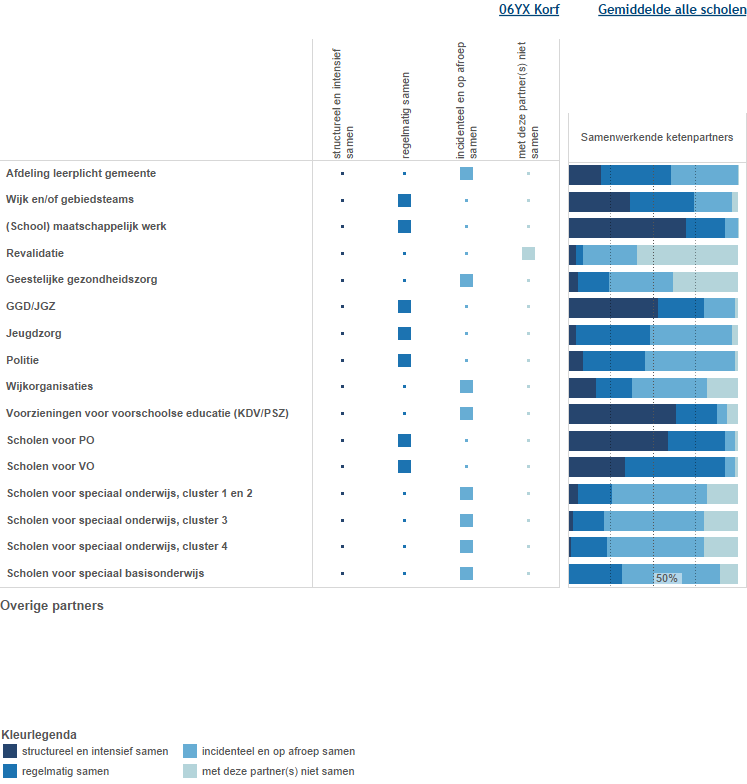 06YX Korf
Gemiddelde alle scholen
structureel en intensief
samen
regelmatig samen
incidenteel en op afroep
samen
met deze partner(s) niet
samen
Samenwerkende ketenpartners
Afdeling leerplicht gemeente
Wijk en/of gebiedsteams
(School) maatschappelijk werk
Revalidatie
Geestelijke gezondheidszorg
GGD/JGZ
Jeugdzorg
Politie
Wijkorganisaties
Voorzieningen voor voorschoolse educatie (KDV/PSZ)
Scholen voor PO
Scholen voor VO
Scholen voor speciaal onderwijs, cluster 1 en 2
Scholen voor speciaal onderwijs, cluster 3
Scholen voor speciaal onderwijs, cluster 4
Scholen voor speciaal basisonderwijs
50%
Overige partners
Kleurlegenda
structureel en intensief samen
incidenteel en op afroep samen
regelmatig samen
met deze partner(s) niet samen